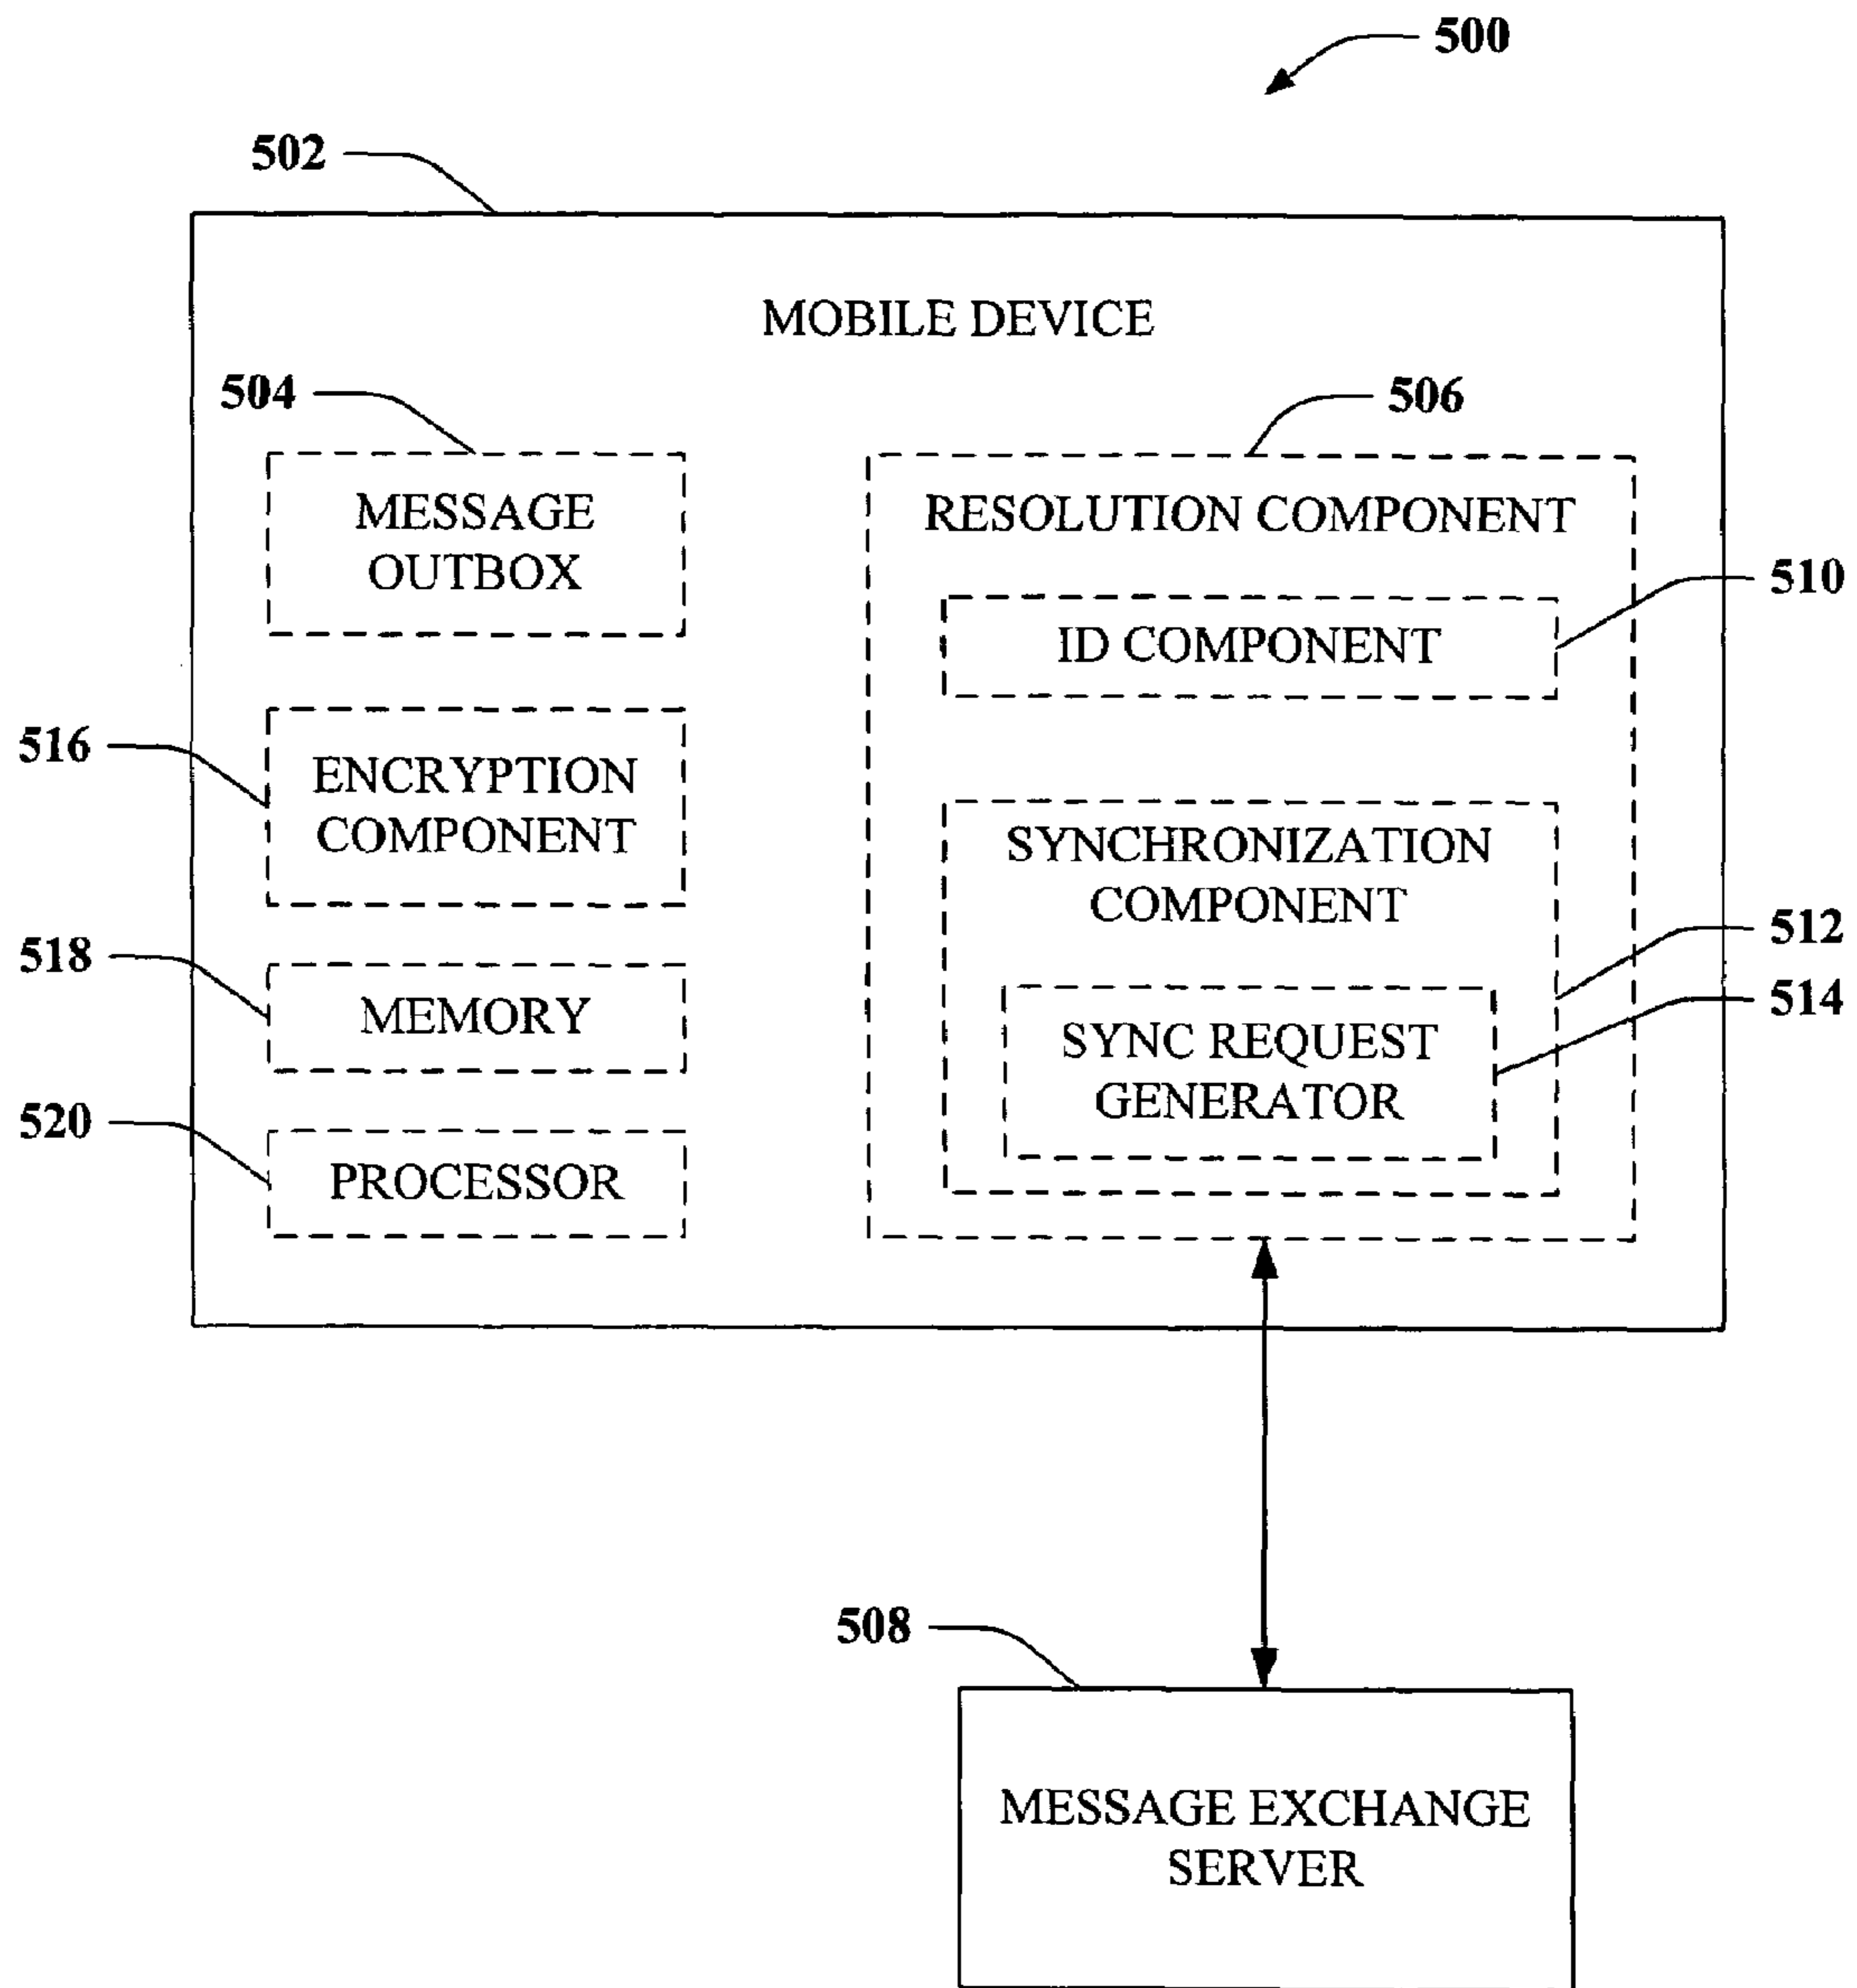 500
502
MOBILE DEVICE
504
506
MESSAGE
OUTBOX
RESOLUTION COMPONENT
510
ID COMPONENT
516
ENCRYPTION
COMPONENT
SYNCHRONIZATION
COMPONENT
512
518
MEMORY
514
SYNC REQUEST
GENERATOR
520
PROCESSOR
508
MESSAGE EXCHANGE
SERVER